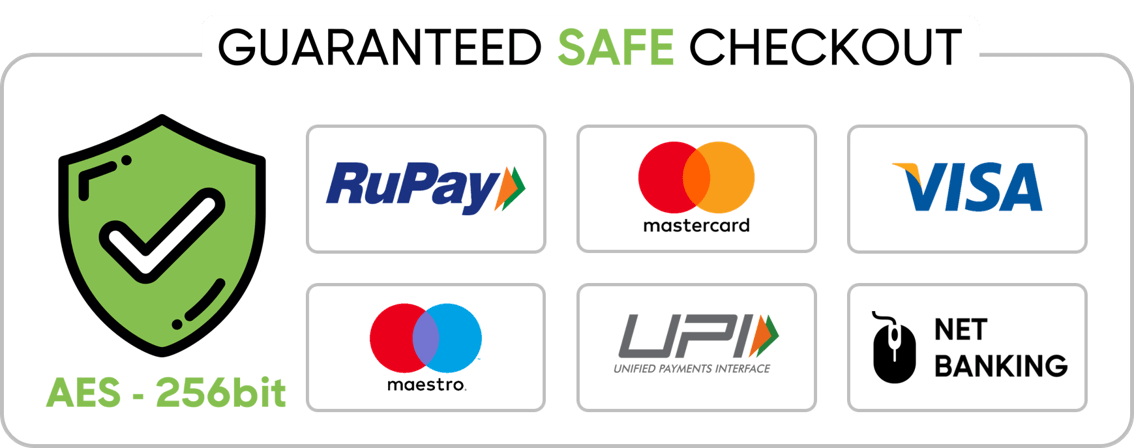 GUARANTEED SAFE CHECKOUT
RuPay
mastercard
VISA
maestro.
UPI
UNIFIED PAYMENTS INTERFACE
NET
BANKING
AES - 256bit